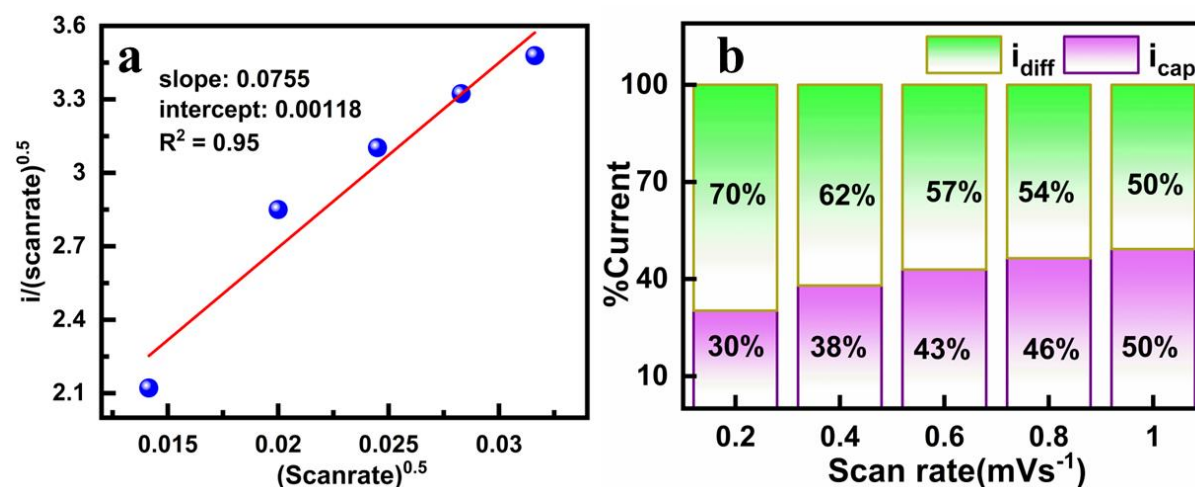 a
slope: 0.0755
intercept: 0.00118
R² = 0.95
3.6
3.3
3
2.7
2.4
2.1
i/(scanrate)^0.5
0.015 0.02 0.025 0.03
(Scanrate)^0.5
b
i_diff i_cap
100
70
40
10
%Current
70% 62% 57% 54% 50%
30% 38% 43% 46% 50%
0.2 0.4 0.6 0.8 1
Scan rate(mVs⁻¹)